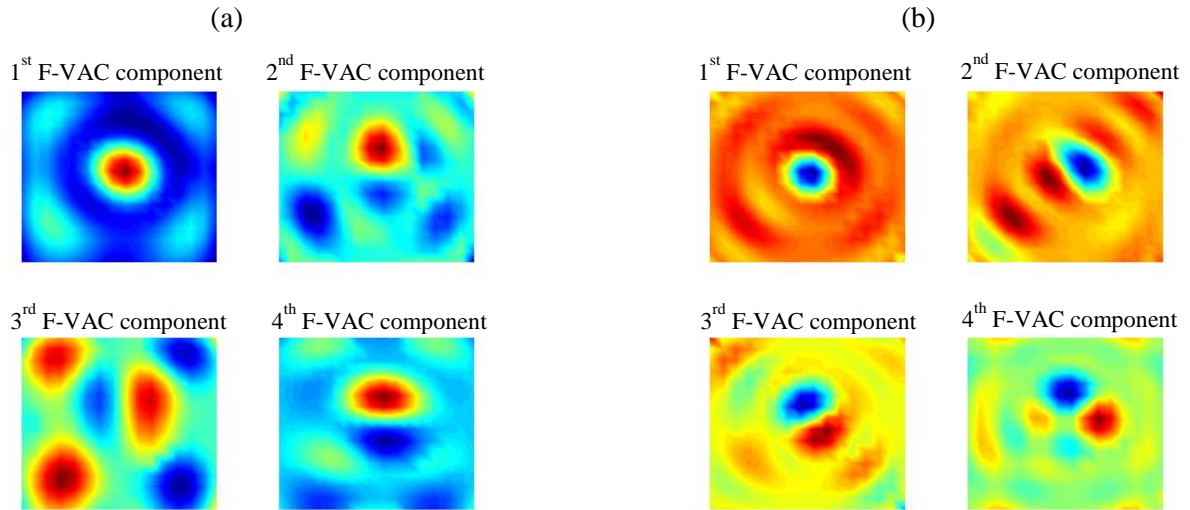 (a)
(b)
1st F-VAC component
2nd F-VAC component
1st F-VAC component
2nd F-VAC component
3rd F-VAC component
4th F-VAC component
3rd F-VAC component
4th F-VAC component